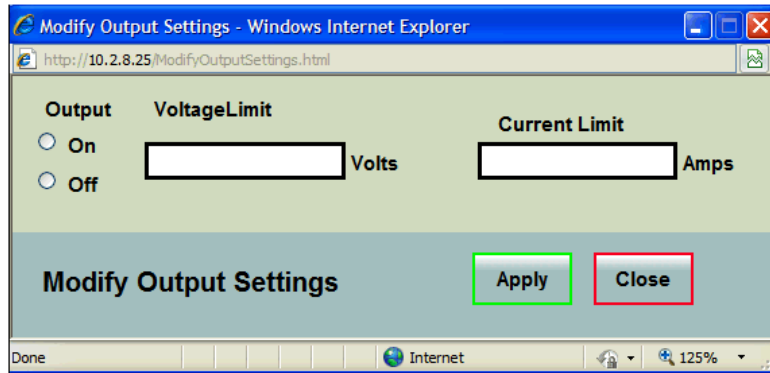 Modify Output Settings - Windows Internet Explorer
http://10.2.8.25/ModifyOutputSettings.html
Output VoltageLimit
Current Limit
On
Volts Amps
Off
Modify Output Settings Apply Close
Done Internet 125%